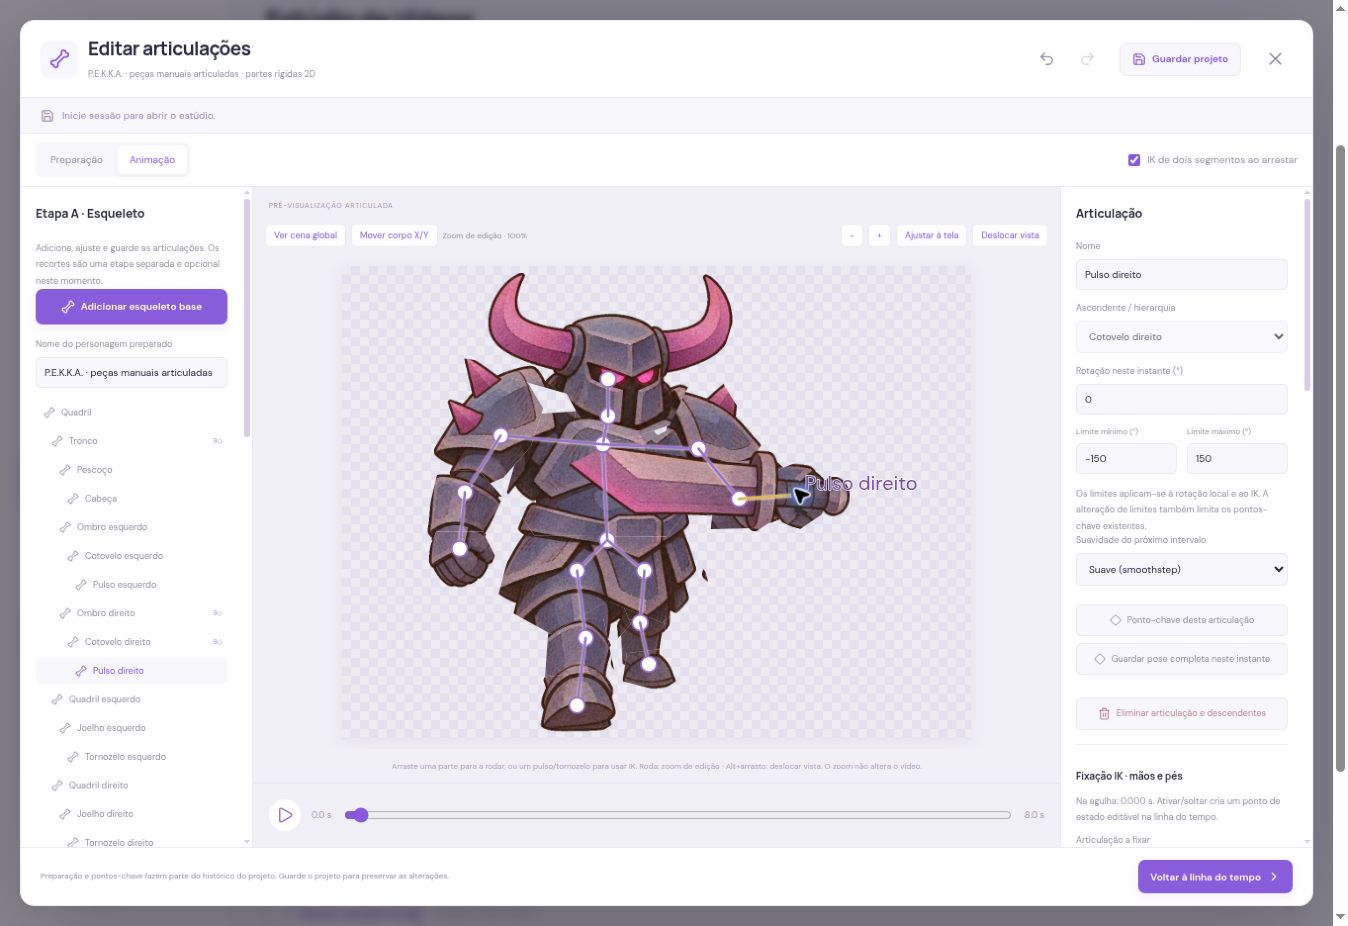 Editar articulações
P.E.K.K.A. · peças manuais articuladas · partes rígidas 2D
Guardar projeto
Inicie sessão para abrir o estúdio.
Preparação
Animação
IK de dois segmentos ao arrastar
Etapa A · Esqueleto
Adicione, ajuste e guarde as articulações. Os
recortes são uma etapa separada e opcional
neste momento.
Adicionar esqueleto base
Nome do personagem preparado
P.E.K.K.A. · peças manuais articuladas
Quadril
Tronco
9◇
Pescoço
Cabeça
Ombro esquerdo
Cotovelo esquerdo
Pulso esquerdo
Ombro direito
9◇
Cotovelo direito
9◇
Pulso direito
Quadril esquerdo
Joelho esquerdo
Tornozelo esquerdo
Quadril direito
Joelho direito
Tornozelo direito
PRÉ-VISUALIZAÇÃO ARTICULADA
Ver cena global
Mover corpo X/Y
Zoom de edição · 100%
−
+
Ajustar à tela
Deslocar vista
Pulso direito
Arraste uma parte para a rodar, ou um pulso/tornozelo para usar IK. Roda: zoom de edição · Alt+arrasto: deslocar vista. O zoom não altera o vídeo.
0.0 s
8.0 s
Articulação
Nome
Pulso direito
Ascendente / hierarquia
Cotovelo direito
Rotação neste instante (°)
0
Limite mínimo (°)
Limite máximo (°)
-150
150
Os limites aplicam-se à rotação local e ao IK. A
alteração de limites também limita os pontos-
chave existentes.
Suavidade do próximo intervalo
Suave (smoothstep)
Ponto-chave desta articulação
Guardar pose completa neste instante
Eliminar articulação e descendentes
Fixação IK · mãos e pés
Na agulha: 0.000 s. Ativar/soltar cria um ponto de
estado editável na linha do tempo.
Articulação a fixar
Preparação e pontos-chave fazem parte do histórico do projeto. Guarde o projeto para preservar as alterações.
Voltar à linha do tempo